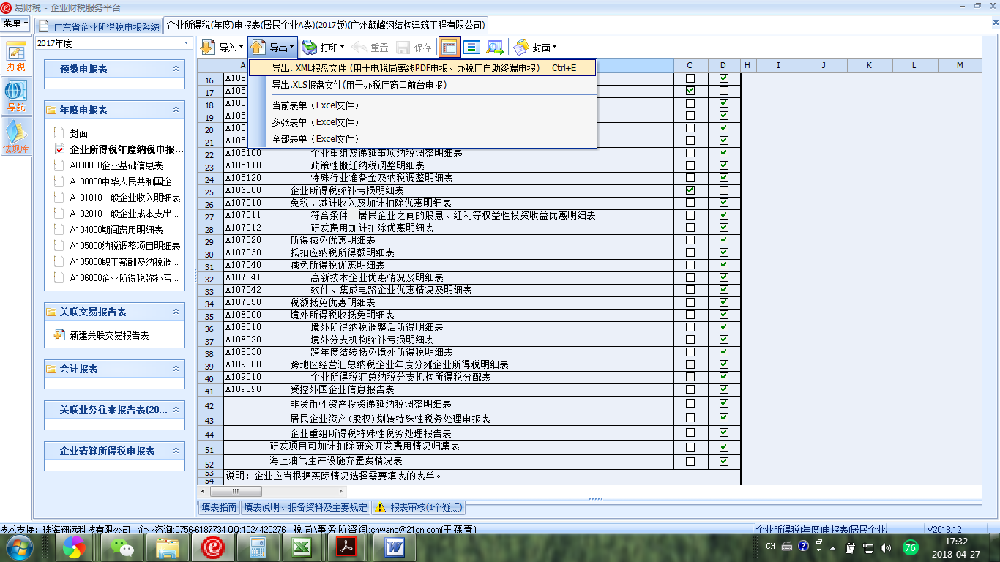 易财税 - 企业财税服务平台
菜单
广东省企业所得税申报系统
企业所得税(年度)申报表(居民企业A类)(2017版)(广州颠峰钢结构建筑工程有限公司)
办税
导航
法规库
2017年度
预缴申报表
年度申报表
封面
企业所得税年度纳税申报...
A000000企业基础信息表
A100000中华人民共和国企...
A101010一般企业收入明细表
A102010一般企业成本支出...
A104000期间费用明细表
A105000纳税调整项目明细表
A105050职工薪酬及纳税调...
A106000企业所得税弥补亏...
关联交易报告表
新建关联交易报告表
会计报表
关联业务往来报告表(20...
企业清算所得税申报表
导入 导出 打印 重置 保存 封面
导出. XML报盘文件 (用于电税局离线PDF申报、办税厅自助终端申报) Ctrl+E
导出.XLS报盘文件(用于办税厅窗口前台申报)
当前表单（Excel文件）
多张表单（Excel文件）
全部表单（Excel文件）
A C D H I J K L M
16 A105
17 A105
18 A105
19 A105
20 A105
21 A105
22 A105100 企业重组及递延事项纳税调整明细表
23 A105110 政策性搬迁纳税调整明细表
24 A105120 特殊行业准备金及纳税调整明细表
25 A106000 企业所得税弥补亏损明细表
26 A107010 免税、减计收入及加计扣除优惠明细表
27 A107011 符合条件 居民企业之间的股息、红利等权益性投资收益优惠明细表
28 A107012 研发费用加计扣除优惠明细表
29 A107020 所得减免优惠明细表
30 A107030 抵扣应纳税所得额明细表
31 A107040 减免所得税优惠明细表
32 A107041 高新技术企业优惠情况及明细表
33 A107042 软件、集成电路企业优惠情况及明细表
34 A107050 税额抵免优惠明细表
35 A108000 境外所得税收抵免明细表
36 A108010 境外所得纳税调整后所得明细表
37 A108020 境外分支机构弥补亏损明细表
38 A108030 跨年度结转抵免境外所得税明细表
39 A109000 跨地区经营汇总纳税企业年度分摊企业所得税明细表
40 A109010 企业所得税汇总纳税分支机构所得税分配表
41 A109090 受控外国企业信息报告表
42 非货币性资产投资递延纳税调整明细表
43 居民企业资产(股权)划转特殊性税务处理申报表
44 企业重组所得税特殊性税务处理报告表
51 研发项目可加计扣除研究开发费用情况归集表
52 海上油气生产设施弃置费情况表
53 说明：企业应当根据实际情况选择需要填表的表单。
54
填表指南 填表说明、报备资料及主要规定 报表审核(1个疑点)
技术支持：珠海翔远科技有限公司 企业咨询:0756-6187734 QQ:1024420276 税局\事务所咨询:cnwang@21cn.com(王葆青)
企业所得税(年度)申报表(居民企业
V2018.12
CH
76
17:32
2018-04-27